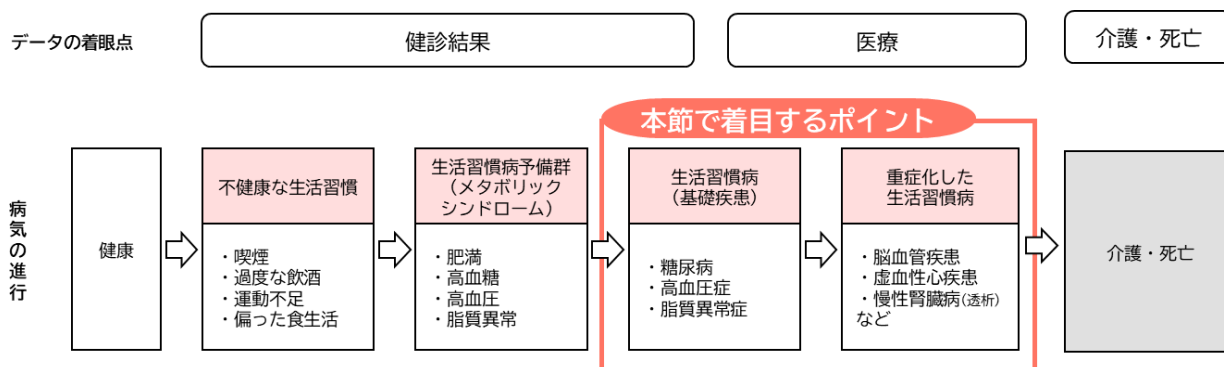 データの着眼点
健診結果
医療
介護・死亡
本節で着目するポイント
病気の進行
健康
不健康な生活習慣
・喫煙
・過度な飲酒
・運動不足
・偏った食生活
生活習慣病予備群
（メタボリック
シンドローム）
・肥満
・高血糖
・高血圧
・脂質異常
生活習慣病
（基礎疾患）
・糖尿病
・高血圧症
・脂質異常症
重症化した
生活習慣病
・脳血管疾患
・虚血性心疾患
・慢性腎臓病(透析)
など
介護・死亡